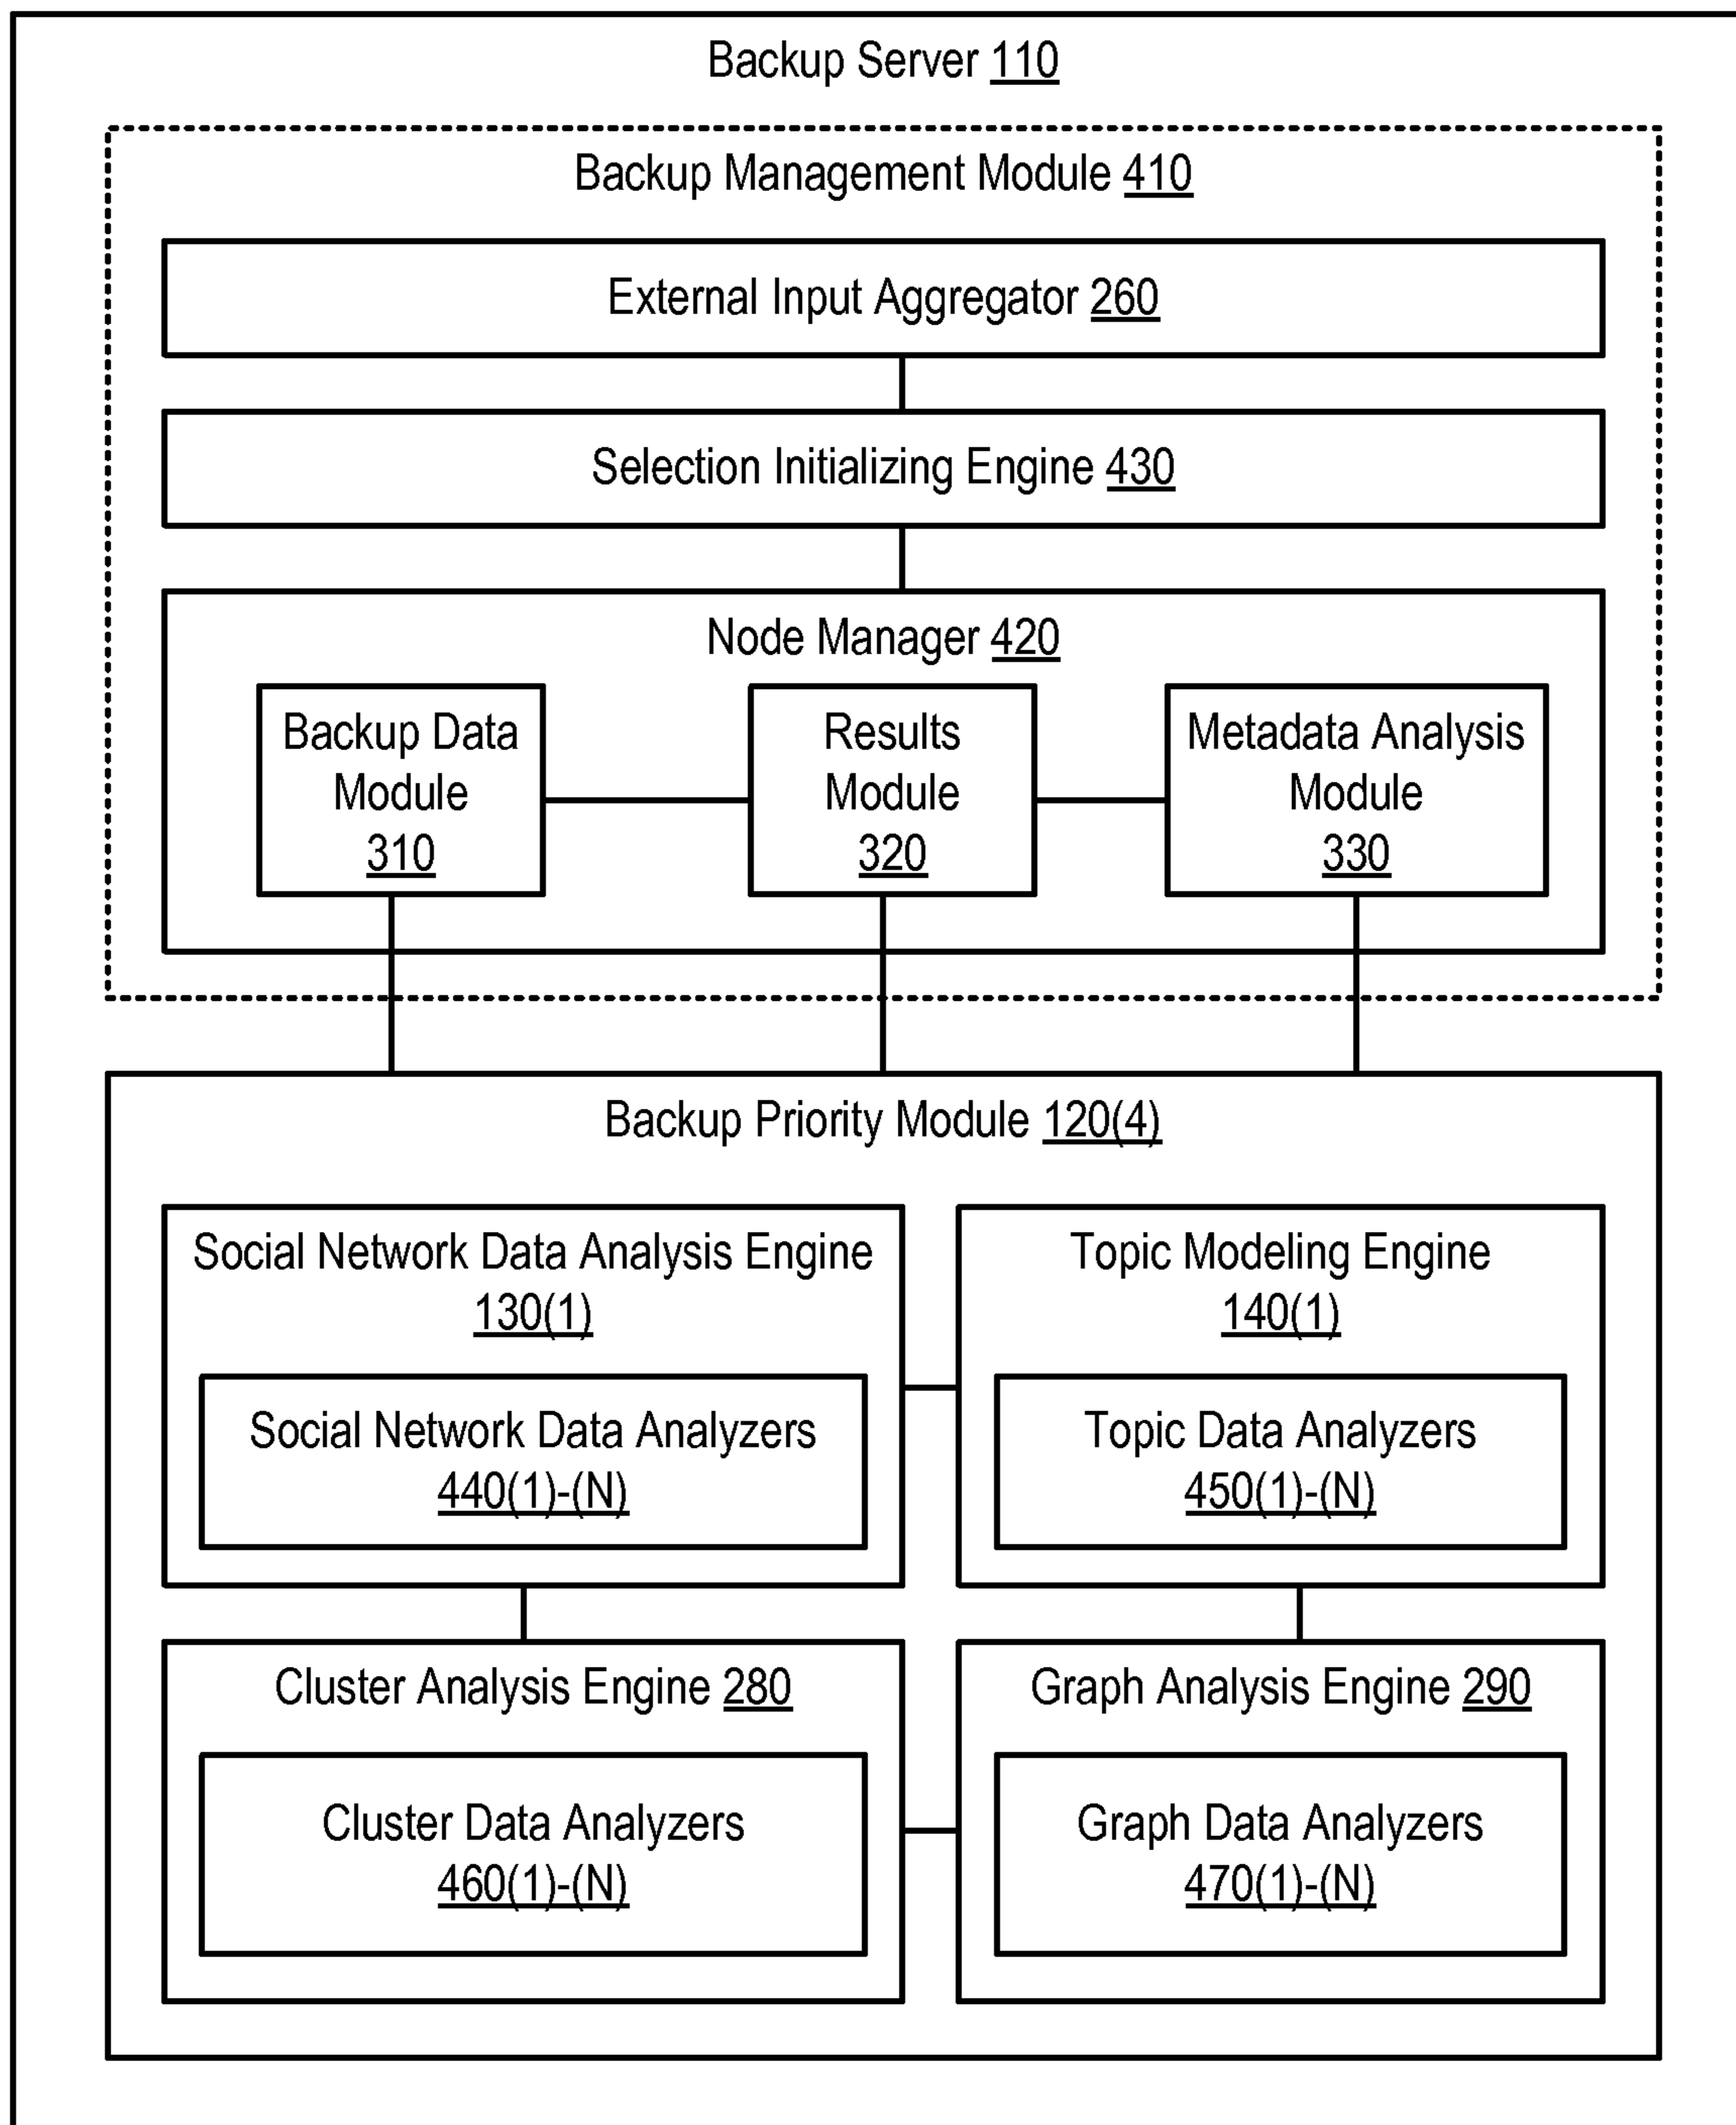 Backup Server 110
Backup Management Module 410
External Input Aggregator 260
Selection Initializing Engine 430
Node Manager 420
Backup Data
Module
310
Results
Module
320
Metadata Analysis
Module
330
Backup Priority Module 120(4)
Social Network Data Analysis Engine
130(1)
Social Network Data Analyzers
440(1)-(N)
Topic Modeling Engine
140(1)
Topic Data Analyzers
450(1)-(N)
Cluster Analysis Engine 280
Cluster Data Analyzers
460(1)-(N)
Graph Analysis Engine 290
Graph Data Analyzers
470(1)-(N)